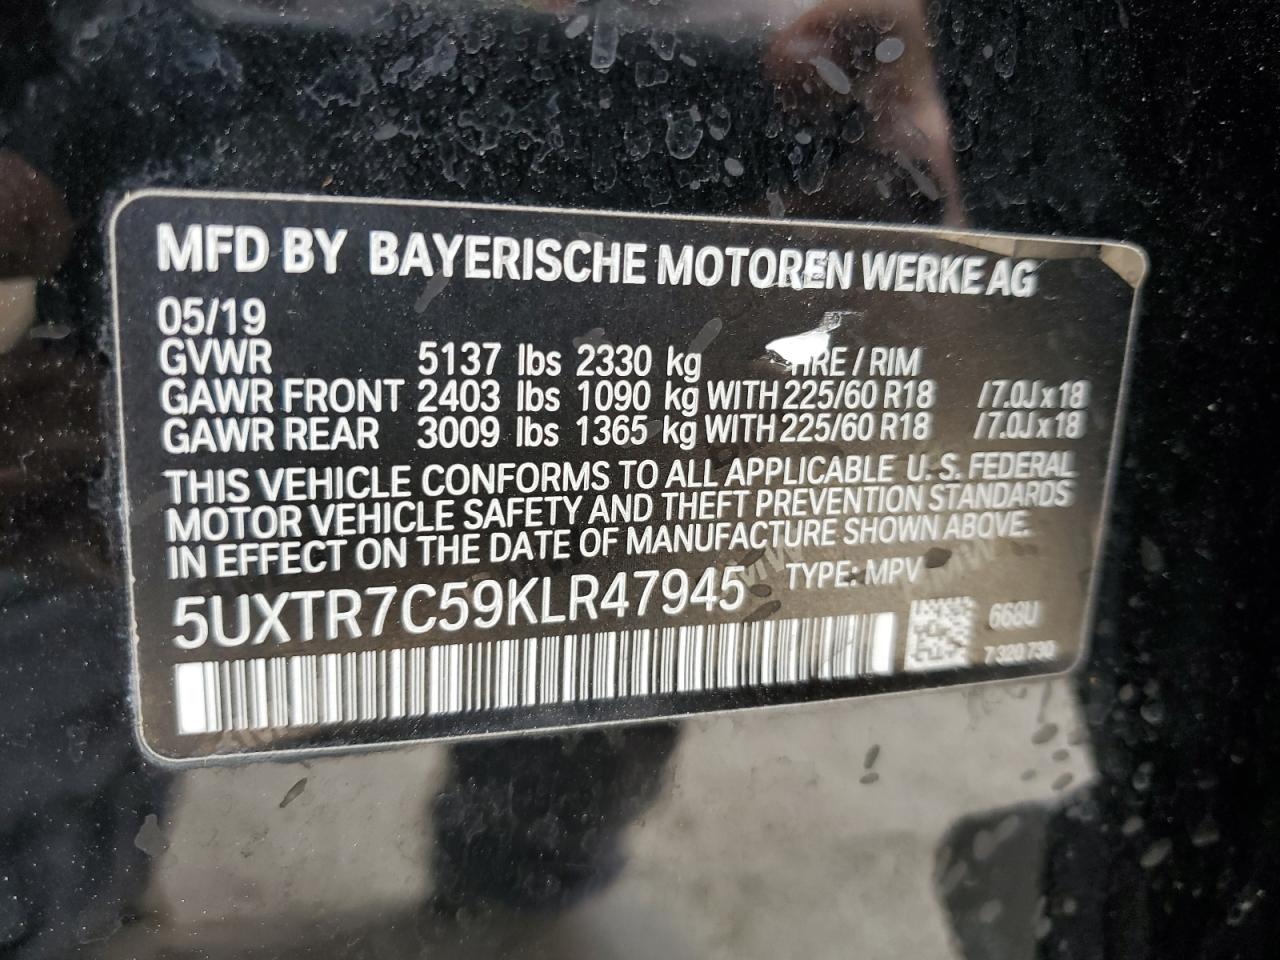 MFD BY BAYERISCHE MOTOREN WERKE AG
05/19
GVWR 5137 lbs 2330 kg TIRE / RIM
GAWR FRONT 2403 lbs 1090 kg WITH 225/60 R18 /7.0J x 18
GAWR REAR 3009 lbs 1365 kg WITH 225/60 R18 /7.0J x 18
THIS VEHICLE CONFORMS TO ALL APPLICABLE U. S. FEDERAL
MOTOR VEHICLE SAFETY AND THEFT PREVENTION STANDARDS
IN EFFECT ON THE DATE OF MANUFACTURE SHOWN ABOVE.
5UXTR7C59KLR47945 TYPE: MPV
668U
7 320 730